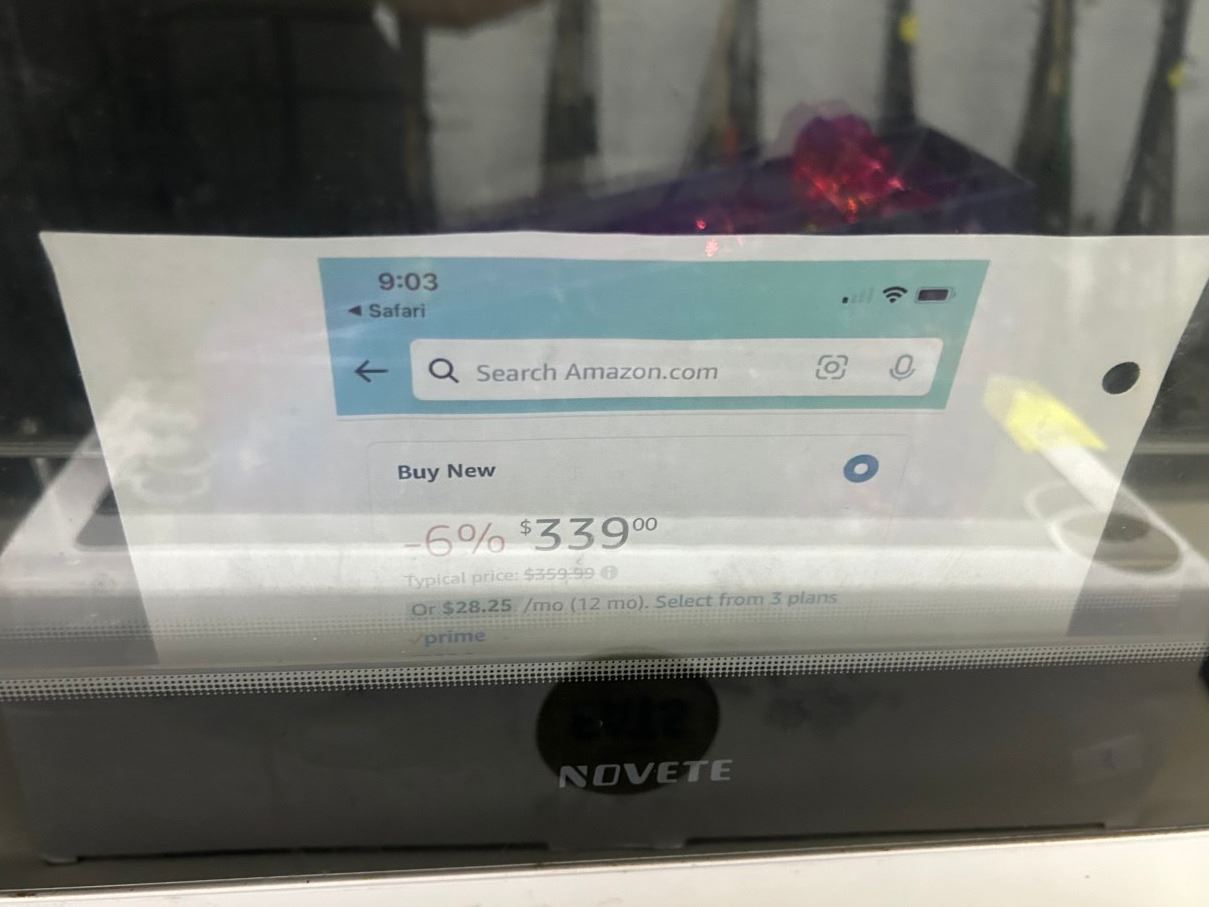 9:03
◀ Safari
Search Amazon.com
Buy New
-6% $33900
Typical price: $359.99
Or $28.25 /mo (12 mo). Select from 3 plans
prime
NOVETE